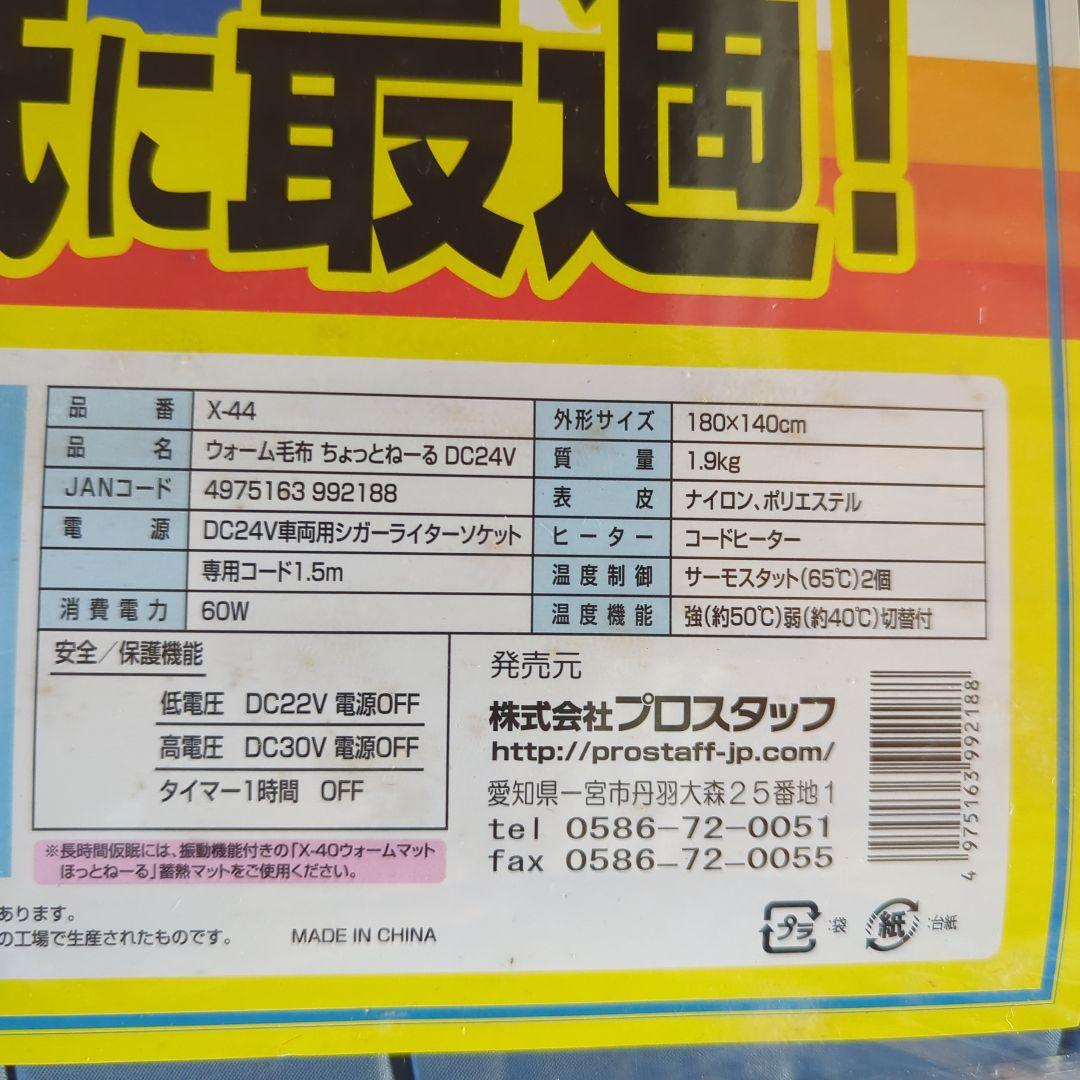 に最適!
品番 X-44
品名 ウォーム毛布 ちょっとねーる DC24V
JANコード 4975163 992188
電源 DC24V車両用シガーライターソケット
専用コード1.5m
消費電力 60W
外形サイズ 180×140cm
質量 1.9kg
表皮 ナイロン、ポリエステル
ヒーター コードヒーター
温度制御 サーモスタット(65℃)2個
温度機能 強(約50℃)弱(約40℃)切替付
安全/保護機能
低電圧 DC22V 電源OFF
高電圧 DC30V 電源OFF
タイマー1時間 OFF
※長時間仮眠には、振動機能付きの「X-40ウォームマット
ほっとねーる」蓄熱マットをご使用ください。
発売元
株式会社プロスタッフ
http://prostaff-jp.com/
愛知県一宮市丹羽大森25番地1
tel 0586-72-0051
fax 0586-72-0055
4975163992188
あります。
の工場で生産されたものです。 MADE IN CHINA
プラ :袋 紙 :台紙